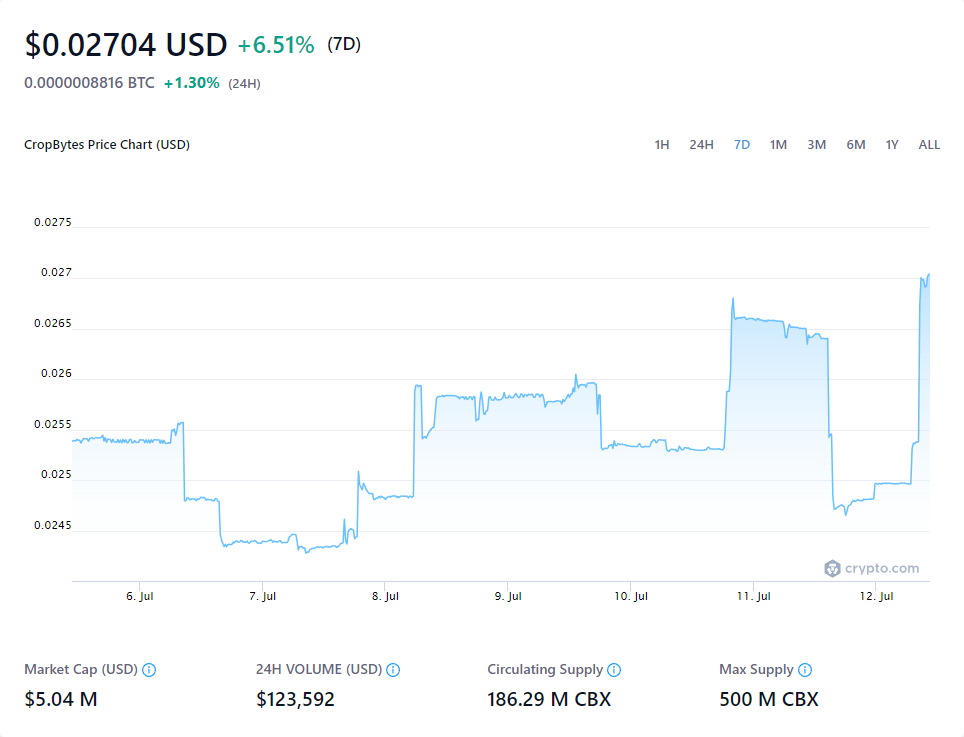 $0.02704 USD +6.51% (7D)
0.0000008816 BTC +1.30% (24H)
CropBytes Price Chart (USD) 1H 24H 7D 1M 3M 6M 1Y ALL
0.0275
0.027
0.0265
0.026
0.0255
0.025
0.0245
crypto.com
6. Jul 7. Jul 8. Jul 9. Jul 10. Jul 11. Jul 12. Jul
Market Cap (USD) 24H VOLUME (USD) Circulating Supply Max Supply
$5.04 M $123,592 186.29 M CBX 500 M CBX